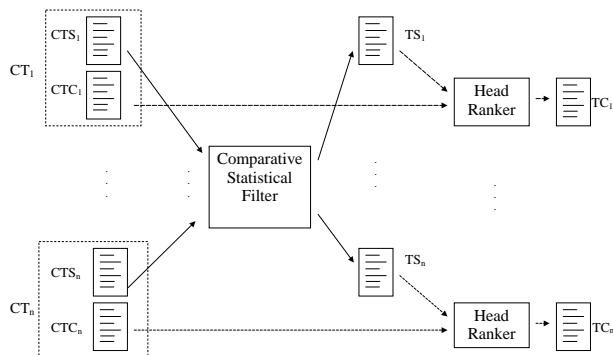 CTS1
CT1
CTC1
TS1
Head
Ranker
TC1
Comparative
Statistical
Filter
CTSn
CTn
CTCn
TSn
Head
Ranker
TCn